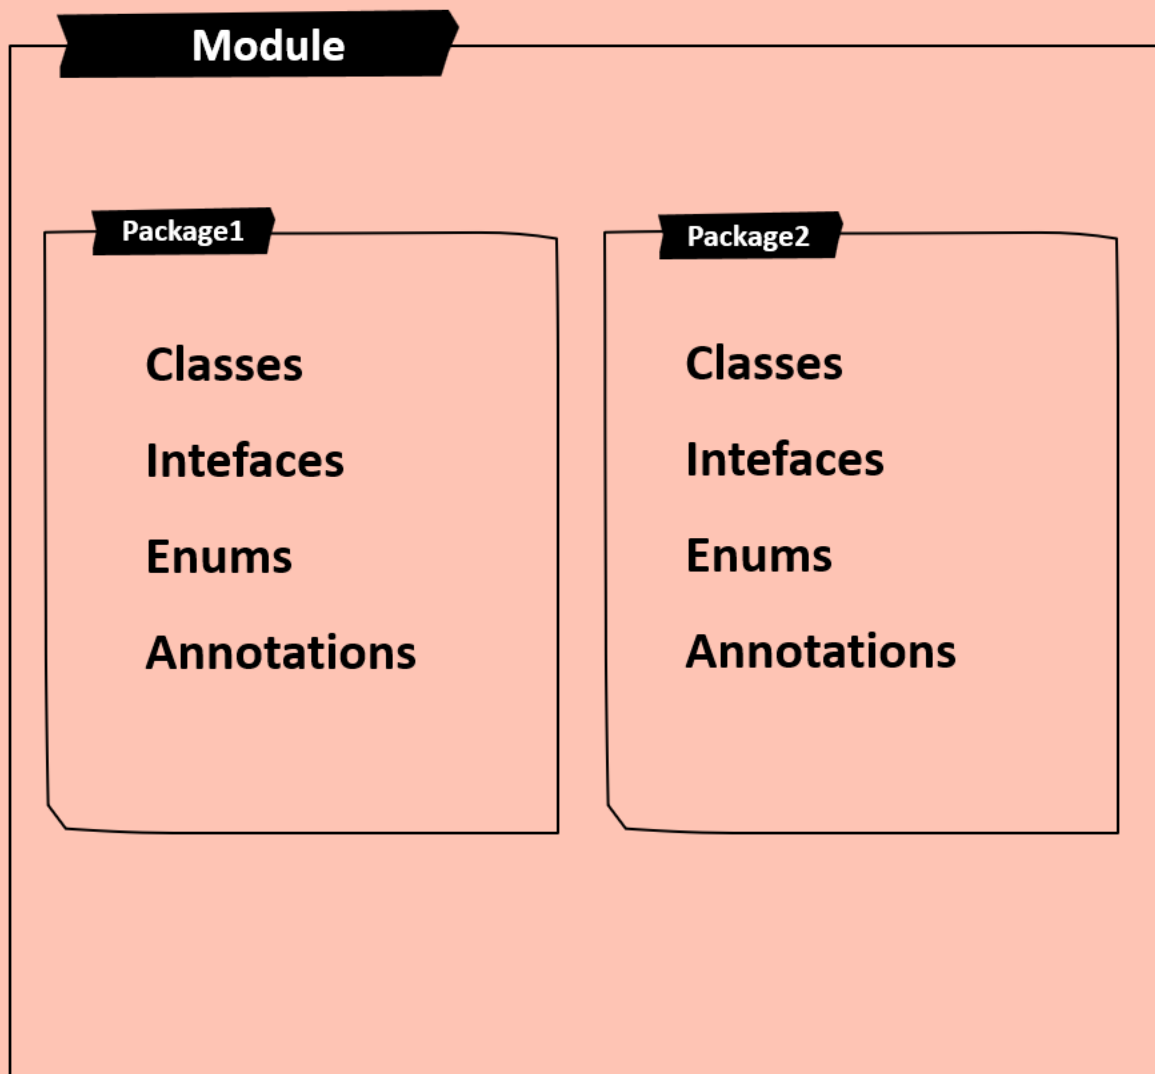 Module
Package1
Classes
Intefaces
Enums
Annotations
Package2
Classes
Intefaces
Enums
Annotations